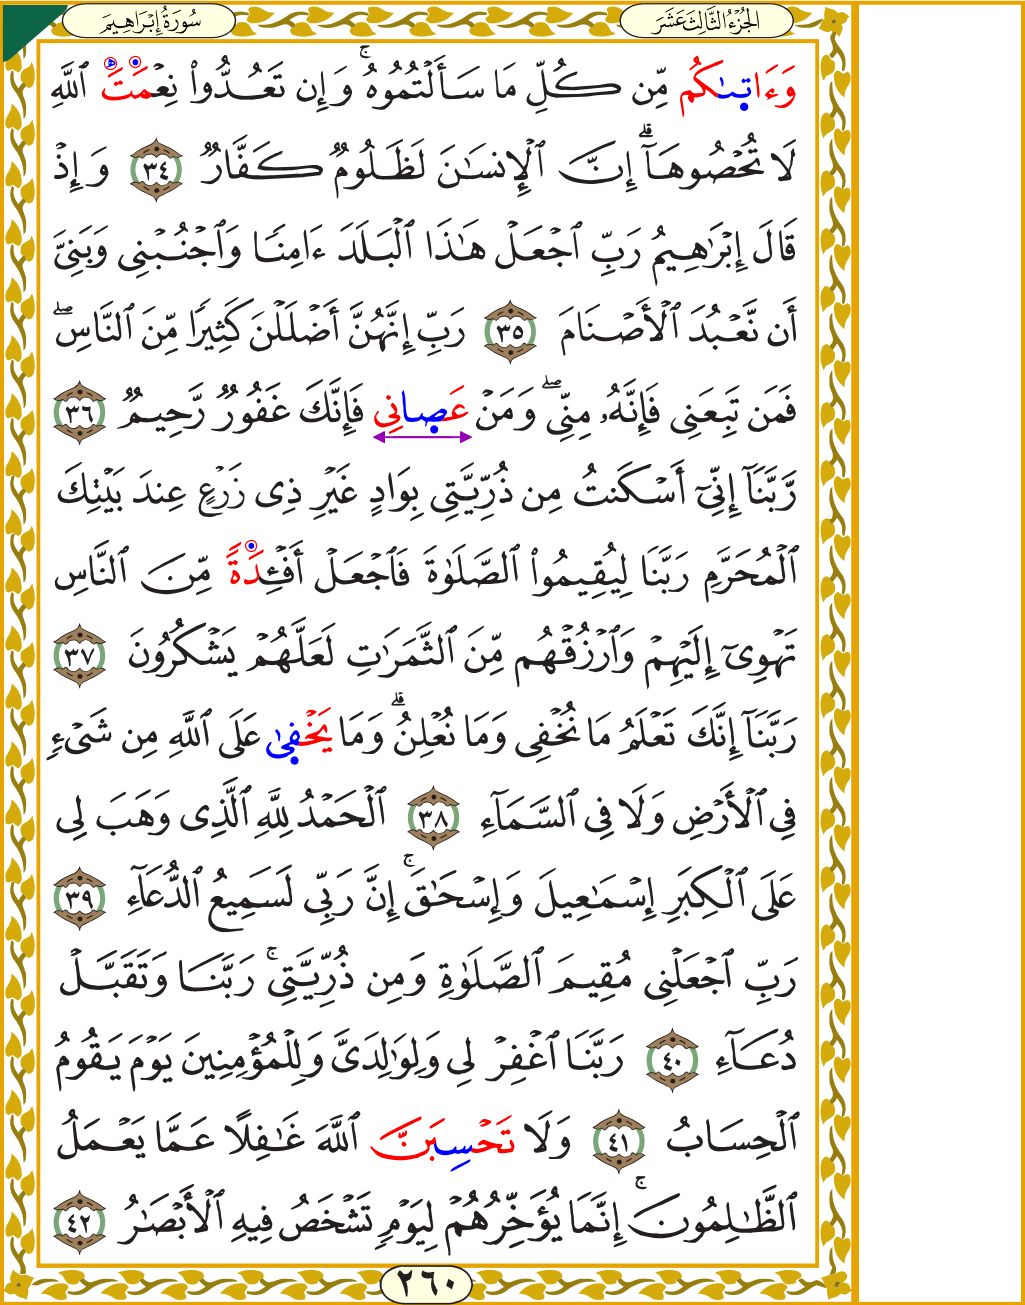 سُورَةُ إِبْرَاهِيمَ
الجُزْءُ الثَّالِثَ عَشَرَ
وَءَاتِىٰكُم مِّن كُلِّ مَا سَأَلْتُمُوهُ ۚ وَإِن تَعُدُّوا۟ نِعْمَتَ ٱللَّهِ
لَا تُحْصُوهَآ ۗ إِنَّ ٱلْإِنسَـٰنَ لَظَلُومٌ كَفَّارٌ ٣٤ وَإِذْ
قَالَ إِبْرَٰهِيمُ رَبِّ ٱجْعَلْ هَـٰذَا ٱلْبَلَدَ ءَامِنًا وَٱجْنُبْنِى وَبَنِىَّ
أَن نَّعْبُدَ ٱلْأَصْنَامَ ٣٥ رَبِّ إِنَّهُنَّ أَضْلَلْنَ كَثِيرًا مِّنَ ٱلنَّاسِ ۖ
فَمَن تَبِعَنِى فَإِنَّهُۥ مِنِّى ۖ وَمَنْ عَصِانِى فَإِنَّكَ غَفُورٌ رَّحِيمٌ ٣٦
رَّبَّنَآ إِنِّىٓ أَسْكَنتُ مِن ذُرِّيَّتِى بِوَادٍ غَيْرِ ذِى زَرْعٍ عِندَ بَيْتِكَ
ٱلْمُحَرَّمِ رَبَّنَا لِيُقِيمُوا۟ ٱلصَّلَوٰةَ فَٱجْعَلْ أَفْـِٔدَةً مِّنَ ٱلنَّاسِ
تَهْوِىٓ إِلَيْهِمْ وَٱرْزُقْهُم مِّنَ ٱلثَّمَرَٰتِ لَعَلَّهُمْ يَشْكُرُونَ ٣٧
رَبَّنَآ إِنَّكَ تَعْلَمُ مَا نُخْفِى وَمَا نُعْلِنُ ۗ وَمَا يَخْفِىٰ عَلَى ٱللَّهِ مِن شَىْءٍ
فِى ٱلْأَرْضِ وَلَا فِى ٱلسَّمَآءِ ٣٨ ٱلْحَمْدُ لِلَّهِ ٱلَّذِى وَهَبَ لِى
عَلَى ٱلْكِبَرِ إِسْمَـٰعِيلَ وَإِسْحَـٰقَ ۚ إِنَّ رَبِّى لَسَمِيعُ ٱلدُّعَآءِ ٣٩
رَبِّ ٱجْعَلْنِى مُقِيمَ ٱلصَّلَوٰةِ وَمِن ذُرِّيَّتِى ۚ رَبَّنَا وَتَقَبَّلْ
دُعَآءِ ٤٠ رَبَّنَا ٱغْفِرْ لِى وَلِوَٰلِدَىَّ وَلِلْمُؤْمِنِينَ يَوْمَ يَقُومُ
ٱلْحِسَابُ ٤١ وَلَا تَحْسِبَنَّ ٱللَّهَ غَـٰفِلًا عَمَّا يَعْمَلُ
ٱلظَّـٰلِمُونَ ۚ إِنَّمَا يُؤَخِّرُهُمْ لِيَوْمٍ تَشْخَصُ فِيهِ ٱلْأَبْصَـٰرُ ٤٢
٢٦٠